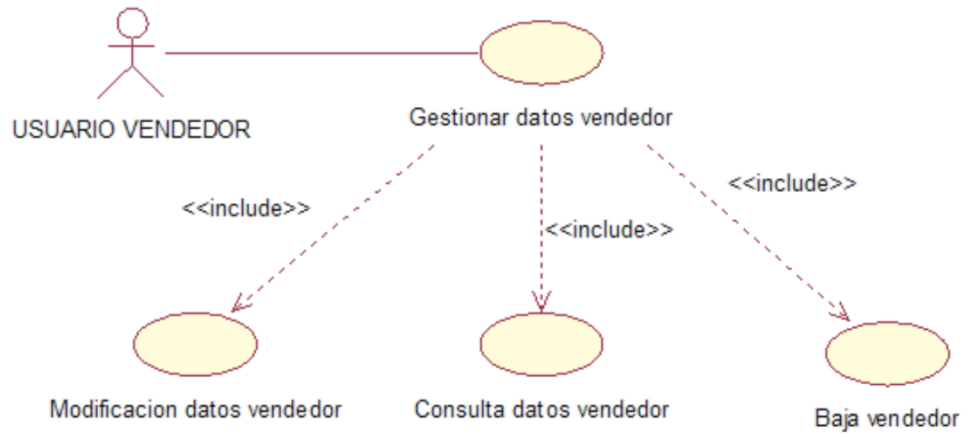 USUARIO VENDEDOR
Gestionar datos vendedor
<<include>>
<<include>>
<<include>>
Modificacion datos vendedor
Consulta datos vendedor
Baja vendedor